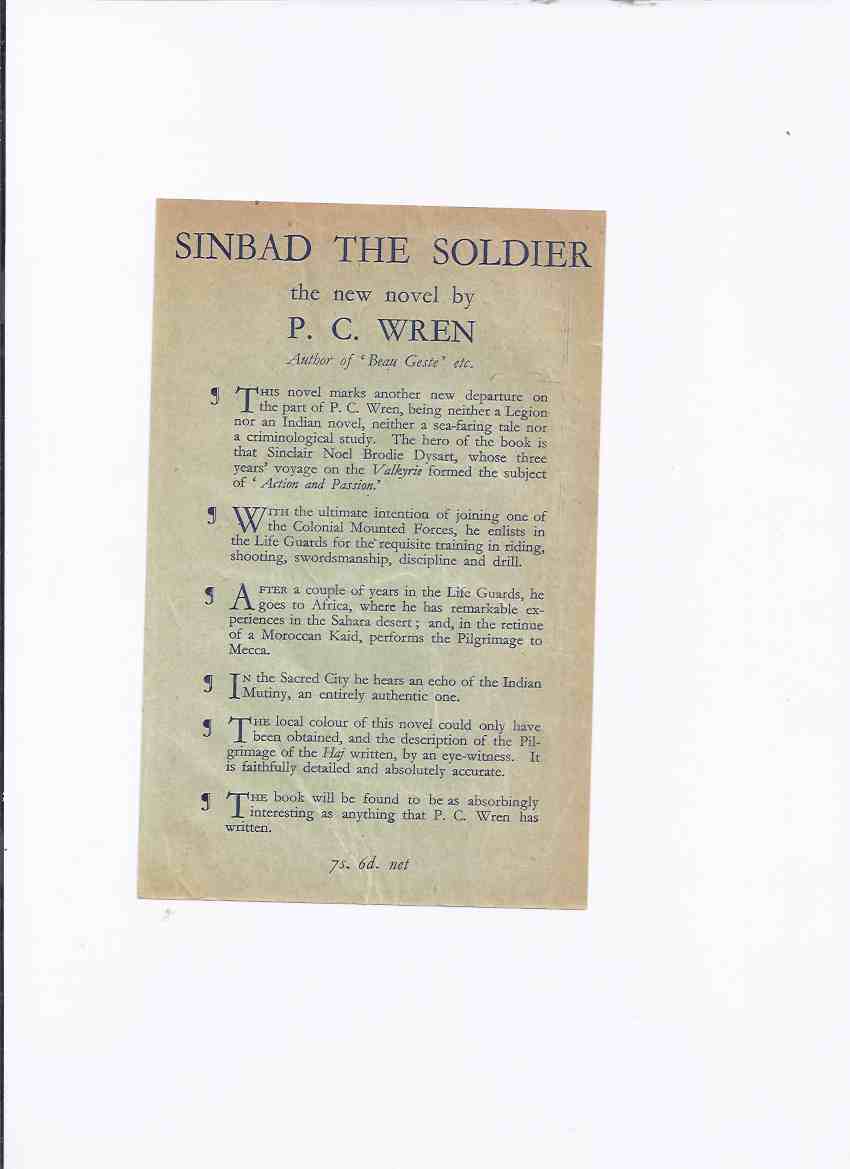 SINBAD THE SOLDIER
the new novel by
P. C. WREN
Author of ‘Beau Geste’ etc.
¶ THIS novel marks another new departure on
the part of P. C. Wren, being neither a Legion
nor an Indian novel, neither a sea-faring tale nor
a criminological study. The hero of the book is
that Sinclair Noel Brodie Dysart, whose three
years’ voyage on the Valkyrie formed the subject
of ‘Action and Passion.’
¶ WITH the ultimate intention of joining one of
the Colonial Mounted Forces, he enlists in
the Life Guards for the requisite training in riding,
shooting, swordsmanship, discipline and drill.
¶ AFTER a couple of years in the Life Guards, he
goes to Africa, where he has remarkable ex-
periences in the Sahara desert; and, in the retinue
of a Moroccan Kaid, performs the Pilgrimage to
Mecca.
¶ IN the Sacred City he hears an echo of the Indian
Mutiny, an entirely authentic one.
¶ THE local colour of this novel could only have
been obtained, and the description of the Pil-
grimage of the Haj written, by an eye-witness. It
is faithfully detailed and absolutely accurate.
¶ THE book will be found to be as absorbingly
interesting as anything that P. C. Wren has
written.
7s. 6d. net